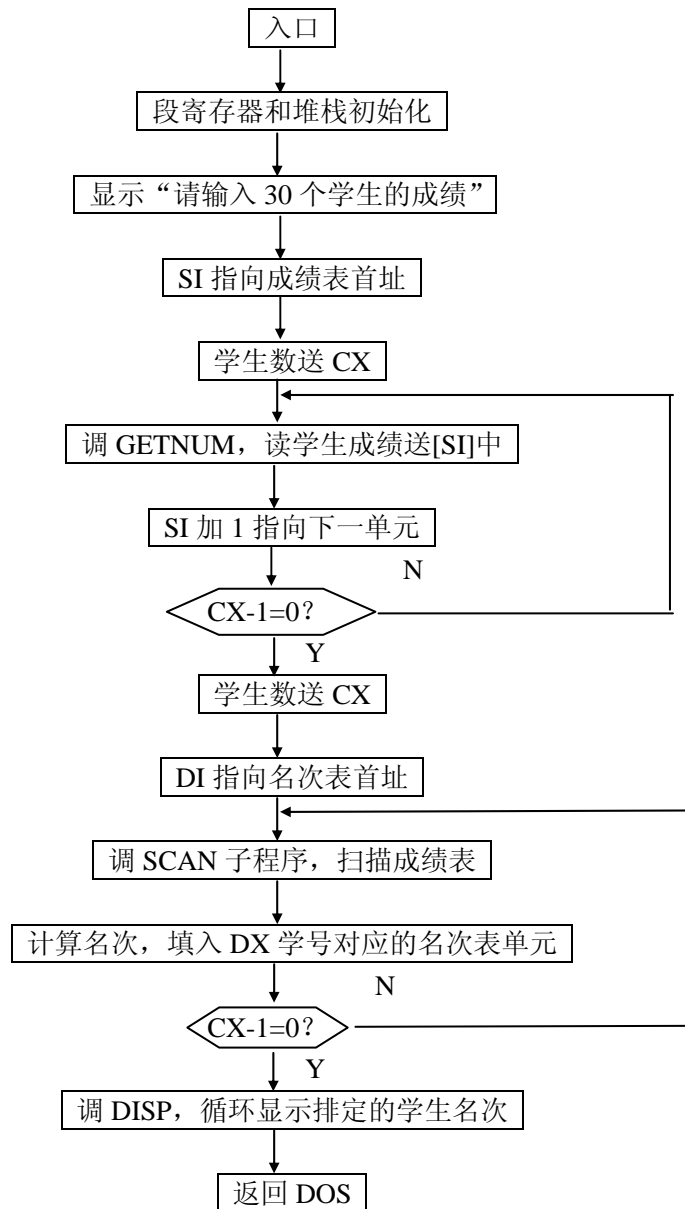 入口
段寄存器和堆栈初始化
显示“请输入 30 个学生的成绩”
SI 指向成绩表首址
学生数送 CX
调 GETNUM，读学生成绩送[SI]中
SI 加 1 指向下一单元
N
CX-1=0？
Y
学生数送 CX
DI 指向名次表首址
调 SCAN 子程序，扫描成绩表
计算名次，填入 DX 学号对应的名次表单元
N
CX-1=0？
Y
调 DISP，循环显示排定的学生名次
返回 DOS